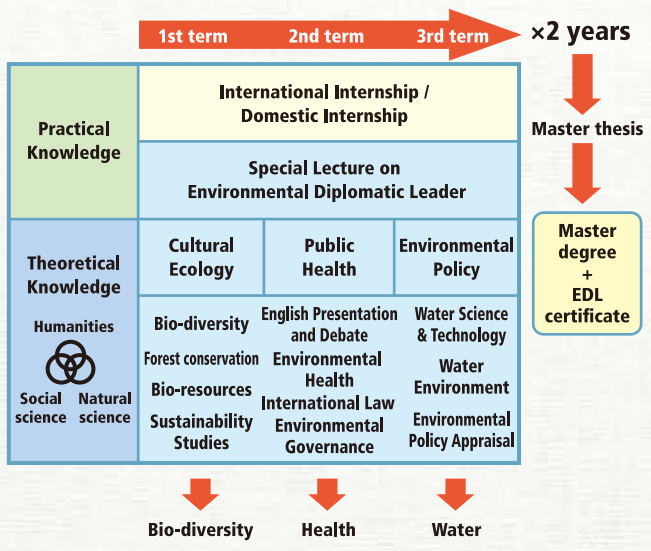 1st term 2nd term 3rd term
×2 years
Practical
Knowledge
International Internship /
Domestic Internship
Special Lecture on
Environmental Diplomatic Leader
Master thesis
Master
degree
+
EDL
certificate
Theoretical
Knowledge
Humanities
Social
science
Natural
science
Cultural
Ecology
Public
Health
Environmental
Policy
Bio-diversity
Forest conservation
Bio-resources
Sustainability
Studies
English Presentation
and Debate
Environmental
Health
International Law
Environmental
Governance
Water Science
& Technology
Water
Environment
Environmental
Policy Appraisal
Bio-diversity
Health
Water